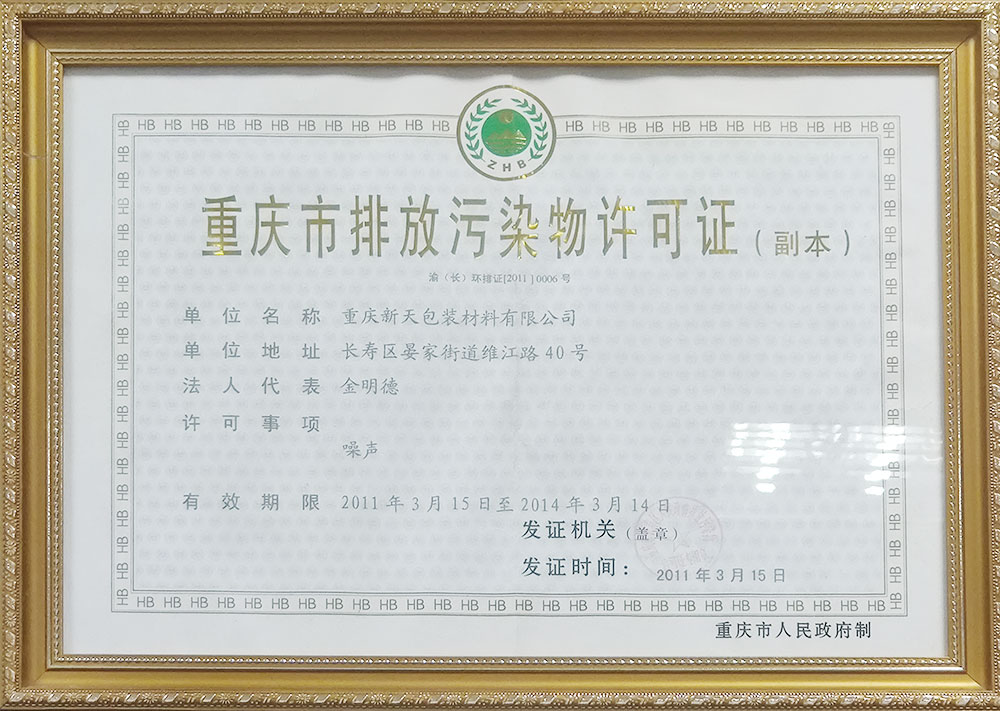 ZHB
重庆市排放污染物许可证（副本）
渝（长）环排证[2011]0006号
单位名称 重庆新天包装材料有限公司
单位地址 长寿区晏家街道维江路40号
法人代表 金明德
许可事项
噪声
有效期限 2011年3月15日至2014年3月14日
发证机关（盖章）
发证时间： 2011年3月15日
重庆市人民政府制